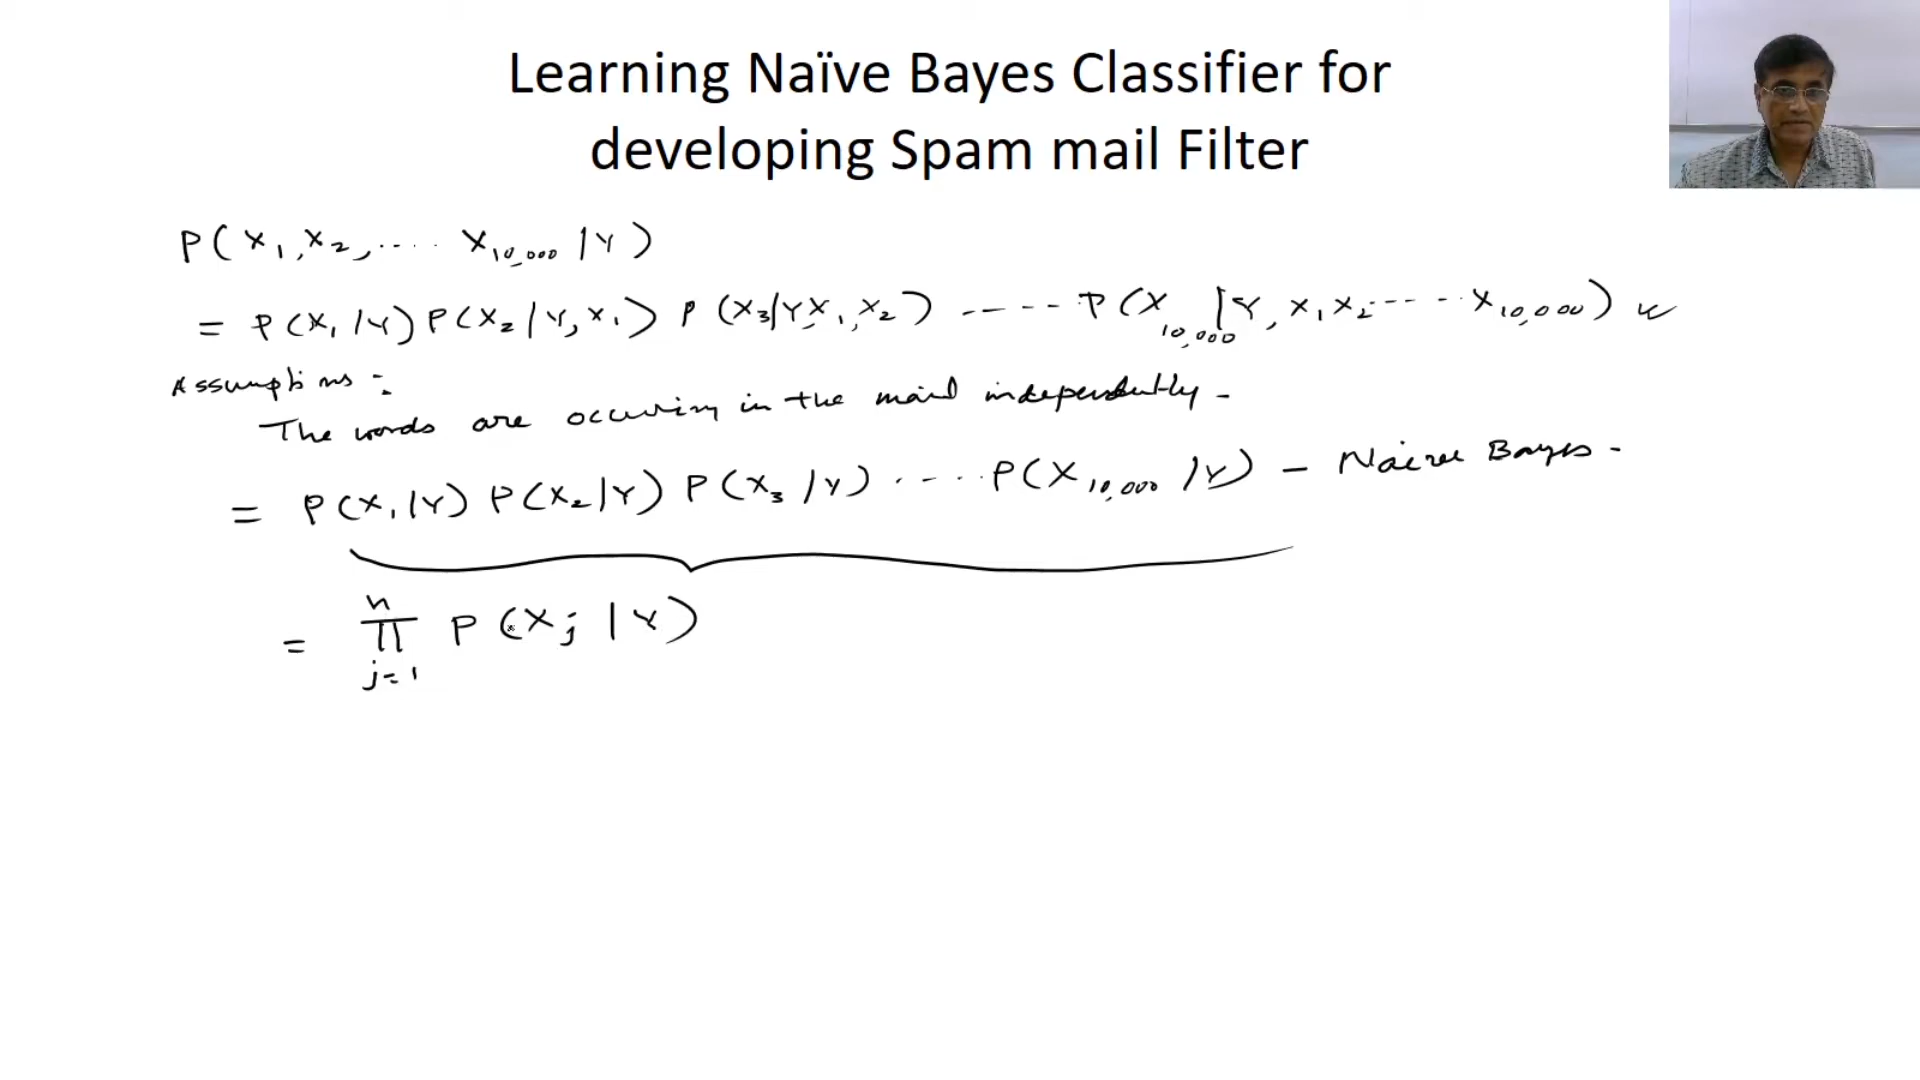 Learning Naïve Bayes Classifier for
developing Spam mail Filter
P(X₁,X₂,.... X₁₀,₀₀₀ |Y)
= P(X₁ |Y) P(X₂ |Y,X₁) P(X₃|Y,X₁,X₂) ----- P(X₁₀,₀₀₀ |Y, X₁X₂----- X₁₀,₀₀₀)
Assumptions :
The words are occuring in the mail independently -
= P(X₁|Y) P(X₂|Y) P(X₃ |Y) ..... P(X₁₀,₀₀₀ |Y) - Naive Bayes -
n
= π P(Xⱼ |Y)
j=1